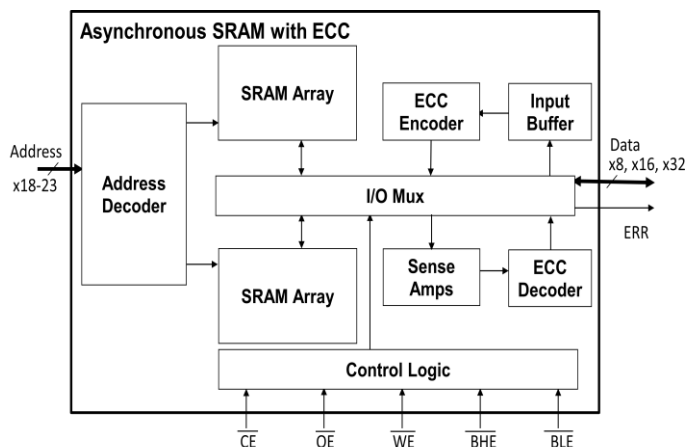 Asynchronous SRAM with ECC
SRAM Array
ECC
Encoder
Input
Buffer
Address
x18-23
Address
Decoder
Data
x8, x16, x32
I/O Mux
ERR
SRAM Array
Sense
Amps
ECC
Decoder
Control Logic
CE
OE
WE
BHE
BLE